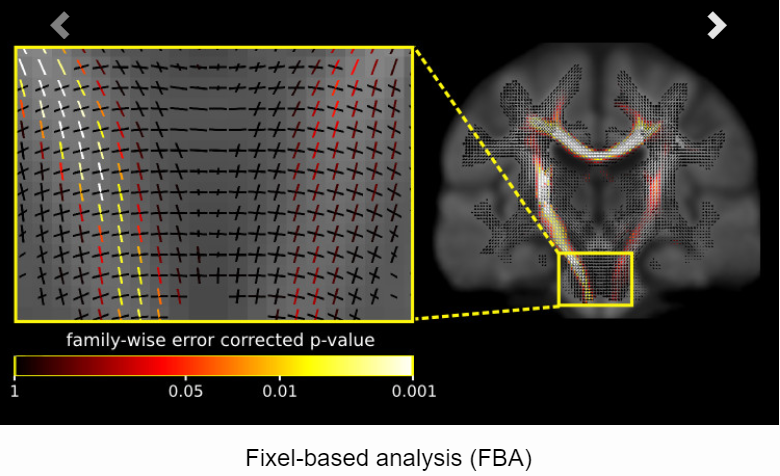 family-wise error corrected p-value
1 0.05 0.01 0.001
Fixel-based analysis (FBA)